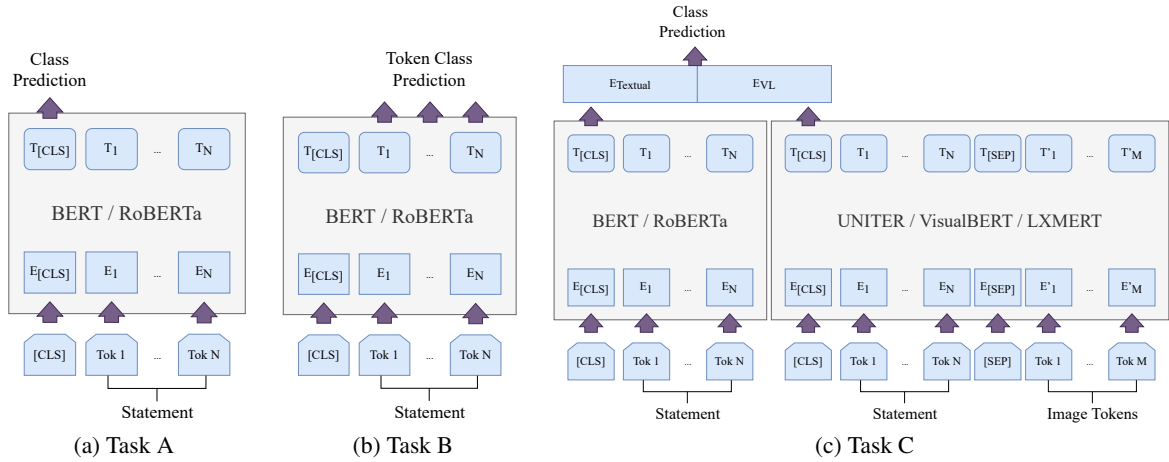 Class
Prediction
T[CLS] T1 ... TN
BERT / RoBERTa
E[CLS] E1 ... EN
[CLS] Tok 1 ... Tok N
Statement
(a) Task A
Token Class
Prediction
T[CLS] T1 ... TN
BERT / RoBERTa
E[CLS] E1 ... EN
[CLS] Tok 1 ... Tok N
Statement
(b) Task B
Class
Prediction
ETextual EVL
T[CLS] T1 ... TN
BERT / RoBERTa
E[CLS] E1 ... EN
[CLS] Tok 1 ... Tok N
Statement
T[CLS] T1 ... TN T[SEP] T'1 ... T'M
UNITER / VisualBERT / LXMERT
E[CLS] E1 ... EN E[SEP] E'1 ... E'M
[CLS] Tok 1 ... Tok N [SEP] Tok 1 ... Tok M
Statement Image Tokens
(c) Task C